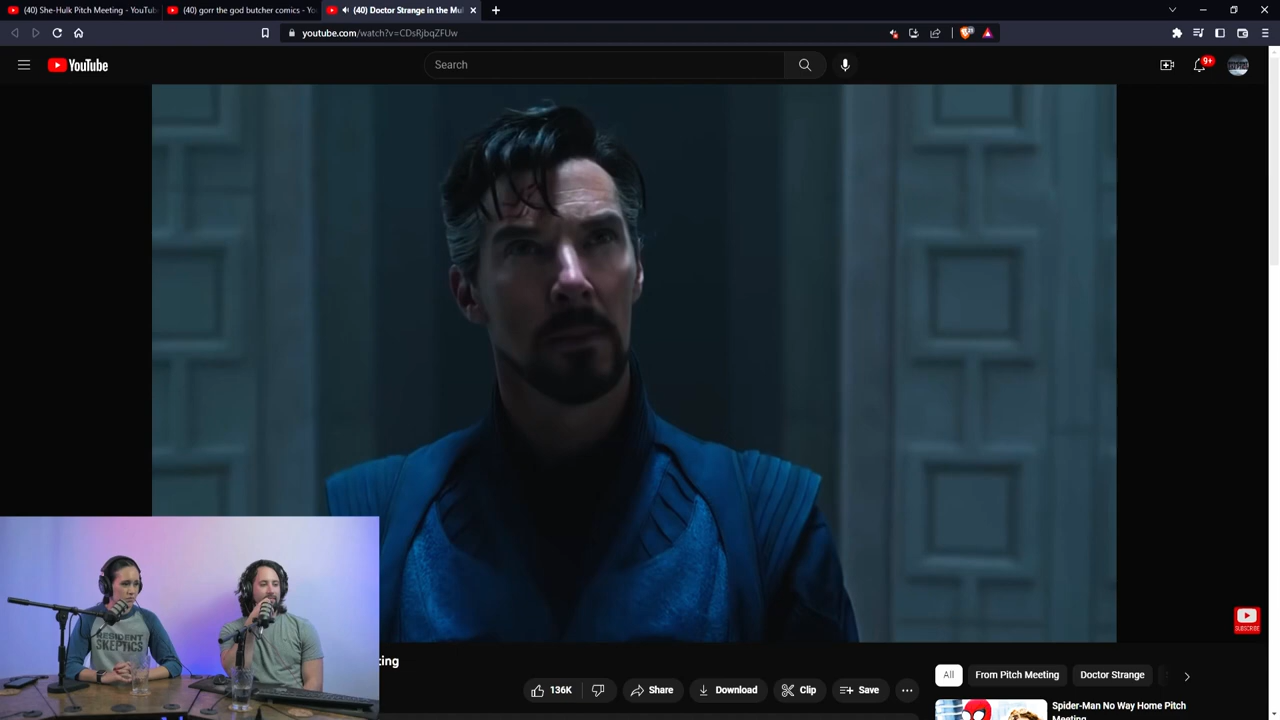 (40) She-Hulk Pitch Meeting - YouTub
(40) gorr the god butcher comics - Yo
(40) Doctor Strange in the Mul
youtube.com/watch?v=CDsRjbqZFUw
YouTube
Search
9+
RESIDENT
SKEPTICS
ting
136K
Share
Download
Clip
Save
All
From Pitch Meeting
Doctor Strange
SUBSCRIBE
Spider-Man No Way Home Pitch
Meeting